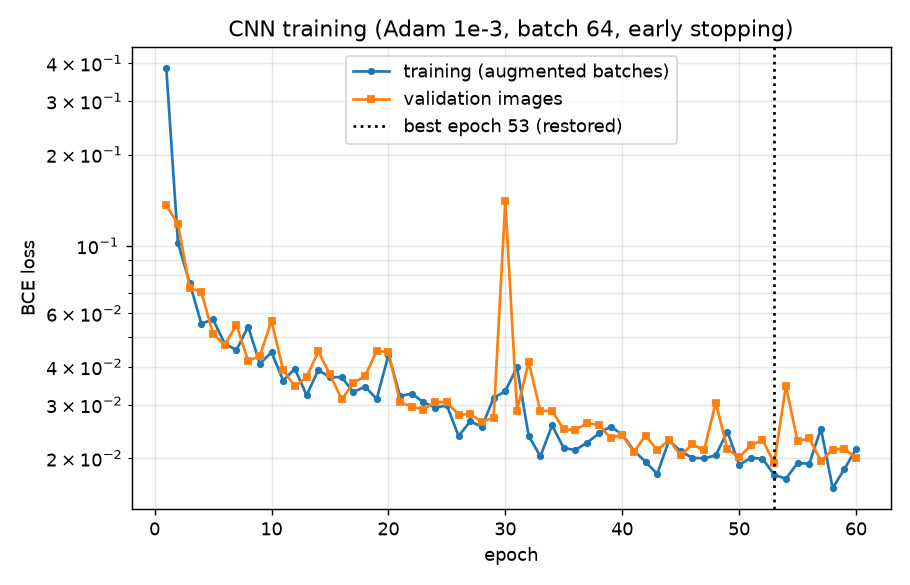 CNN training (Adam 1e-3, batch 64, early stopping)
training (augmented batches)
validation images
best epoch 53 (restored)
BCE loss
4 × 10⁻¹
3 × 10⁻¹
2 × 10⁻¹
10⁻¹
6 × 10⁻²
4 × 10⁻²
3 × 10⁻²
2 × 10⁻²
0 10 20 30 40 50 60
epoch